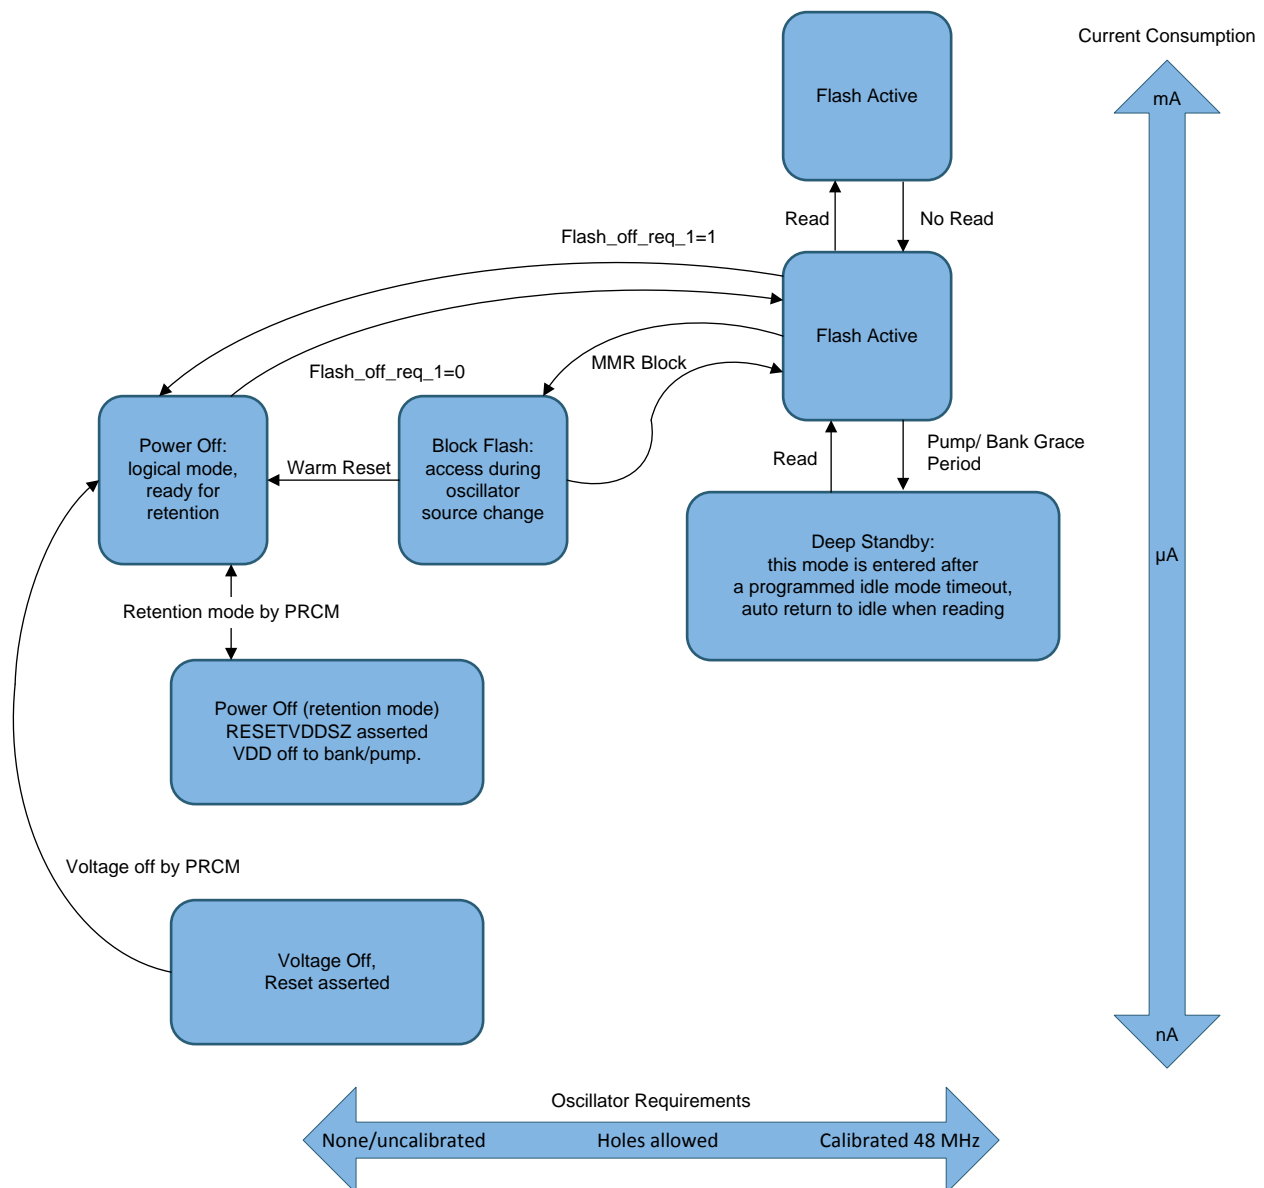 Current Consumption
mA
Flash Active
Read
No Read
Flash_off_req_1=1
Flash Active
MMR Block
Flash_off_req_1=0
Power Off:
logical mode,
ready for
retention
Warm Reset
Block Flash:
access during
oscillator
source change
Read
Pump/ Bank Grace
Period
Deep Standby:
this mode is entered after
a programmed idle mode timeout,
auto return to idle when reading
µA
Retention mode by PRCM
Power Off (retention mode)
RESETVDDSZ asserted
VDD off to bank/pump.
Voltage off by PRCM
Voltage Off,
Reset asserted
nA
Oscillator Requirements
None/uncalibrated
Holes allowed
Calibrated 48 MHz